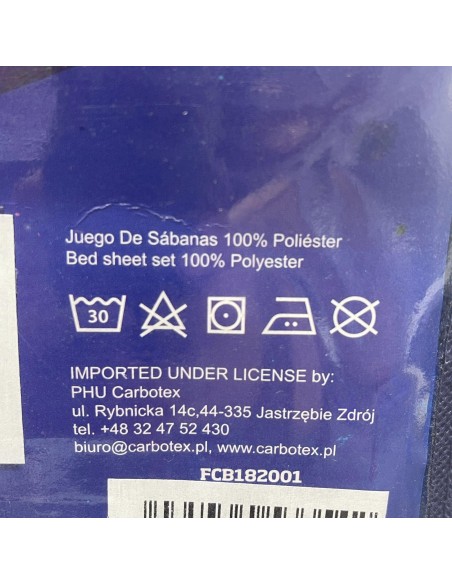 Juego De Sábanas 100% Poliéster
Bed sheet set 100% Polyester
30
IMPORTED UNDER LICENSE by:
PHU Carbotex
ul. Rybnicka 14c,44-335 Jastrzębie Zdrój
tel. +48 32 47 52 430
biuro@carbotex.pl, www.carbotex.pl
FCB182001